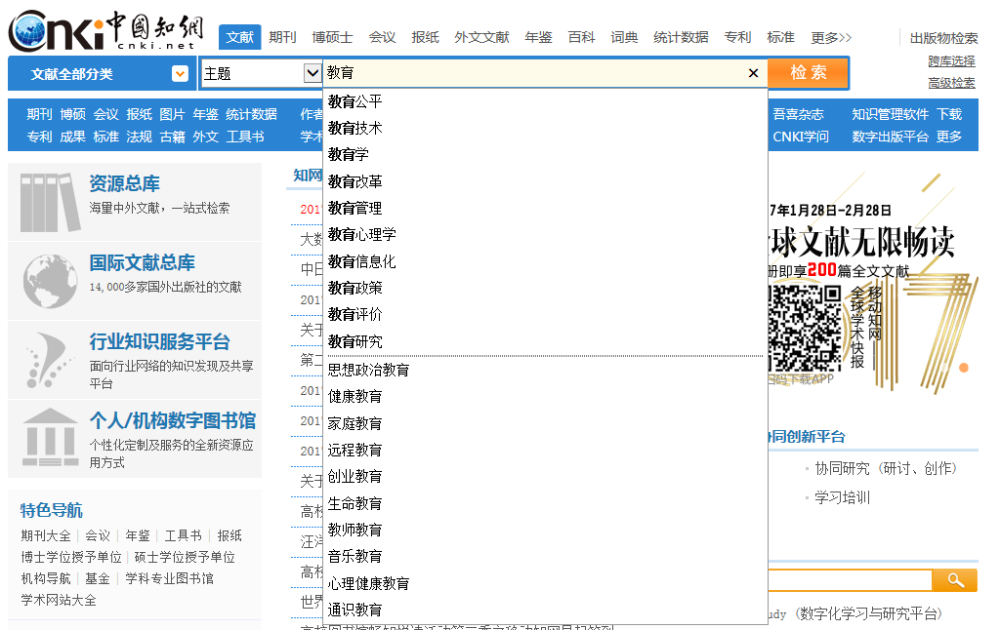 中國知網
cnki.net
文献 期刊 博硕士 会议 报纸 外文文献 年鉴 百科 词典 统计数据 专利 标准 更多>> 出版物检索
文献全部分类 主题 教育 × 检索
跨库选择
高级检索
期刊 博硕 会议 报纸 图片 年鉴 统计数据 作者
专利 成果 标准 法规 古籍 外文 工具书 学术
吾喜杂志 知识管理软件 下载
CNKI学问 数字出版平台 更多
教育公平
教育技术
教育学
教育改革
教育管理
教育心理学
教育信息化
教育政策
教育评价
教育研究
思想政治教育
健康教育
家庭教育
远程教育
创业教育
生命教育
教师教育
音乐教育
心理健康教育
通识教育
资源总库
海量中外文献，一站式检索
国际文献总库
14,000多家国外出版社的文献
行业知识服务平台
面向行业网络的知识发现及共享
平台
个人/机构数字图书馆
个性化定制及服务的全新资源应
用方式
特色导航
期刊大全 | 会议 | 年鉴 | 工具书 | 报纸
博士学位授予单位 | 硕士学位授予单位
机构导航 | 基金 | 学科专业图书馆
学术网站大全
知网
201
大数
中日
201
关于
第二
201
201
201
关于
高校
汪洋
高校
世界
7年1月28日-2月28日
球文献无限畅读
册即享200篇全文文献
移动知网
全球学术快报
扫码下载APP
17
协同创新平台
协同研究（研讨、创作）
学习培训
udy（数字化学习与研究平台）